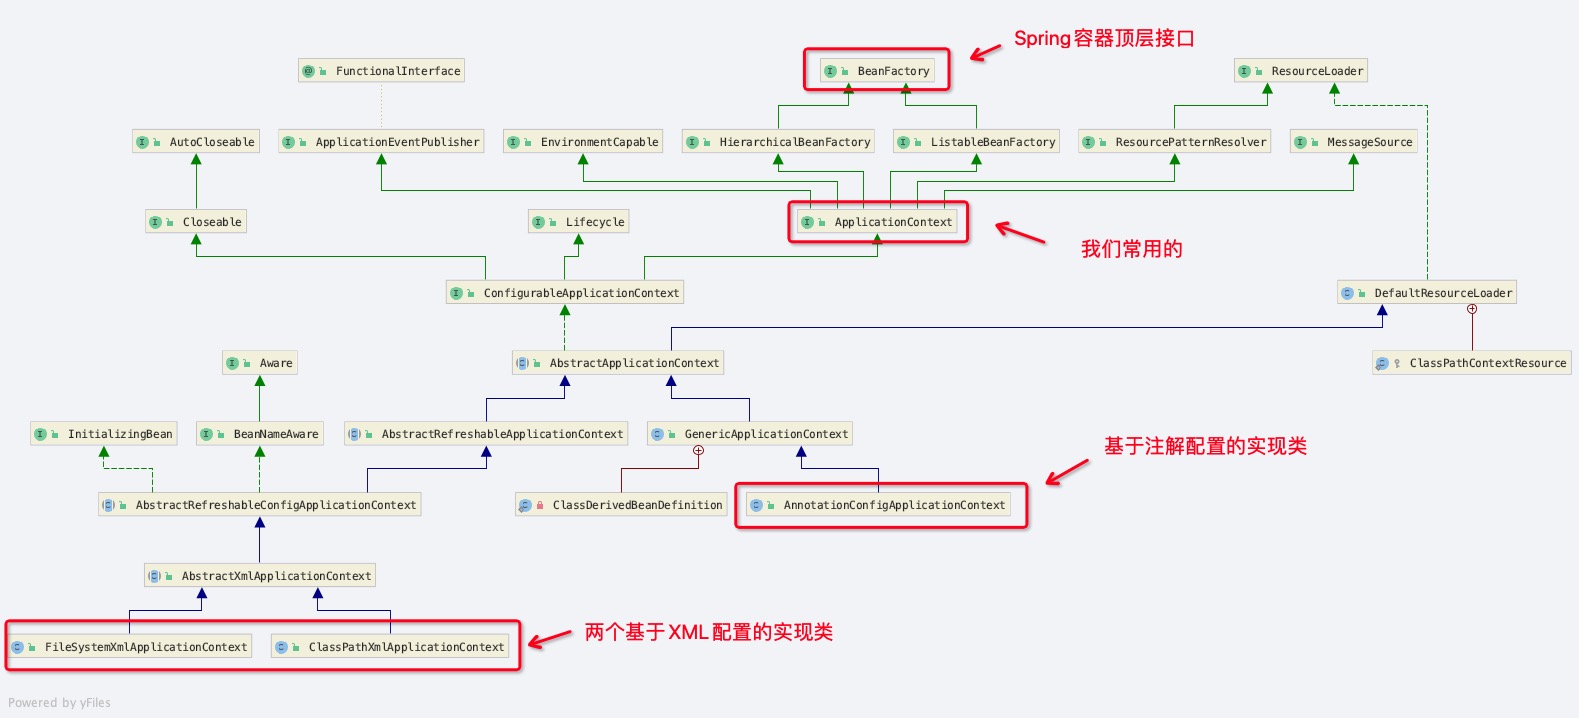 Spring容器顶层接口
FunctionalInterface
BeanFactory
ResourceLoader
AutoCloseable
ApplicationEventPublisher
EnvironmentCapable
HierarchicalBeanFactory
ListableBeanFactory
ResourcePatternResolver
MessageSource
Closeable
Lifecycle
ApplicationContext
我们常用的
ConfigurableApplicationContext
DefaultResourceLoader
Aware
AbstractApplicationContext
ClassPathContextResource
InitializingBean
BeanNameAware
AbstractRefreshableApplicationContext
GenericApplicationContext
基于注解配置的实现类
AbstractRefreshableConfigApplicationContext
ClassDerivedBeanDefinition
AnnotationConfigApplicationContext
AbstractXmlApplicationContext
两个基于XML配置的实现类
FileSystemXmlApplicationContext
ClassPathXmlApplicationContext
Powered by yFiles